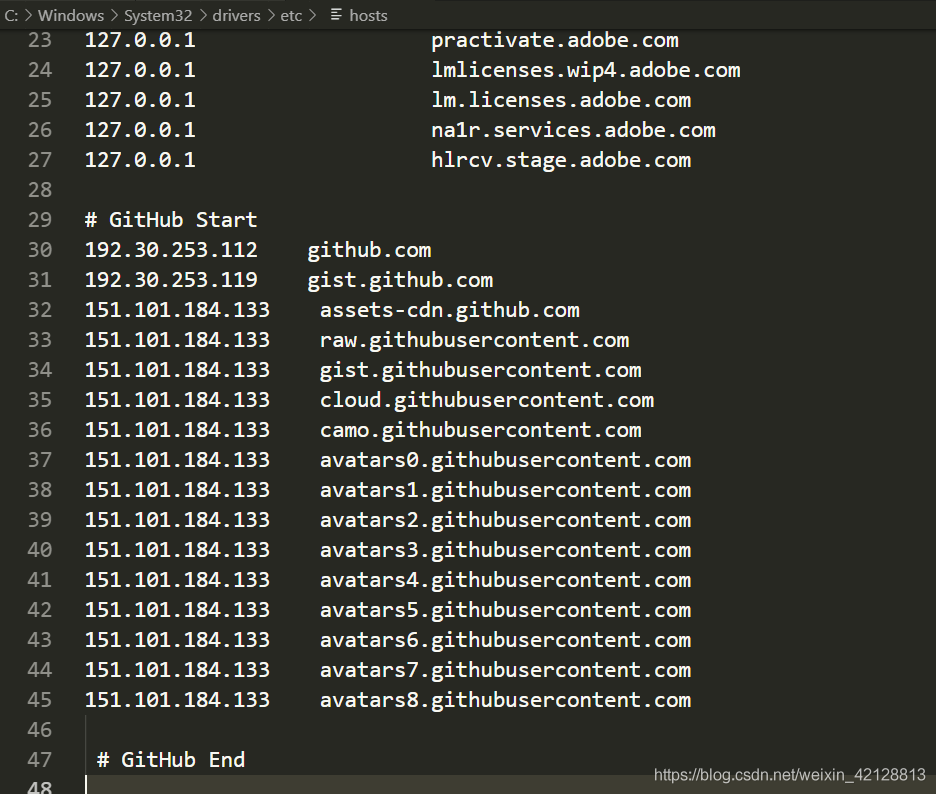 C: > Windows > System32 > drivers > etc > hosts
23 127.0.0.1 practivate.adobe.com
24 127.0.0.1 lmlicenses.wip4.adobe.com
25 127.0.0.1 lm.licenses.adobe.com
26 127.0.0.1 na1r.services.adobe.com
27 127.0.0.1 hlrcv.stage.adobe.com
28
29 # GitHub Start
30 192.30.253.112 github.com
31 192.30.253.119 gist.github.com
32 151.101.184.133 assets-cdn.github.com
33 151.101.184.133 raw.githubusercontent.com
34 151.101.184.133 gist.githubusercontent.com
35 151.101.184.133 cloud.githubusercontent.com
36 151.101.184.133 camo.githubusercontent.com
37 151.101.184.133 avatars0.githubusercontent.com
38 151.101.184.133 avatars1.githubusercontent.com
39 151.101.184.133 avatars2.githubusercontent.com
40 151.101.184.133 avatars3.githubusercontent.com
41 151.101.184.133 avatars4.githubusercontent.com
42 151.101.184.133 avatars5.githubusercontent.com
43 151.101.184.133 avatars6.githubusercontent.com
44 151.101.184.133 avatars7.githubusercontent.com
45 151.101.184.133 avatars8.githubusercontent.com
46
47 # GitHub End
48
https://blog.csdn.net/weixin_42128813